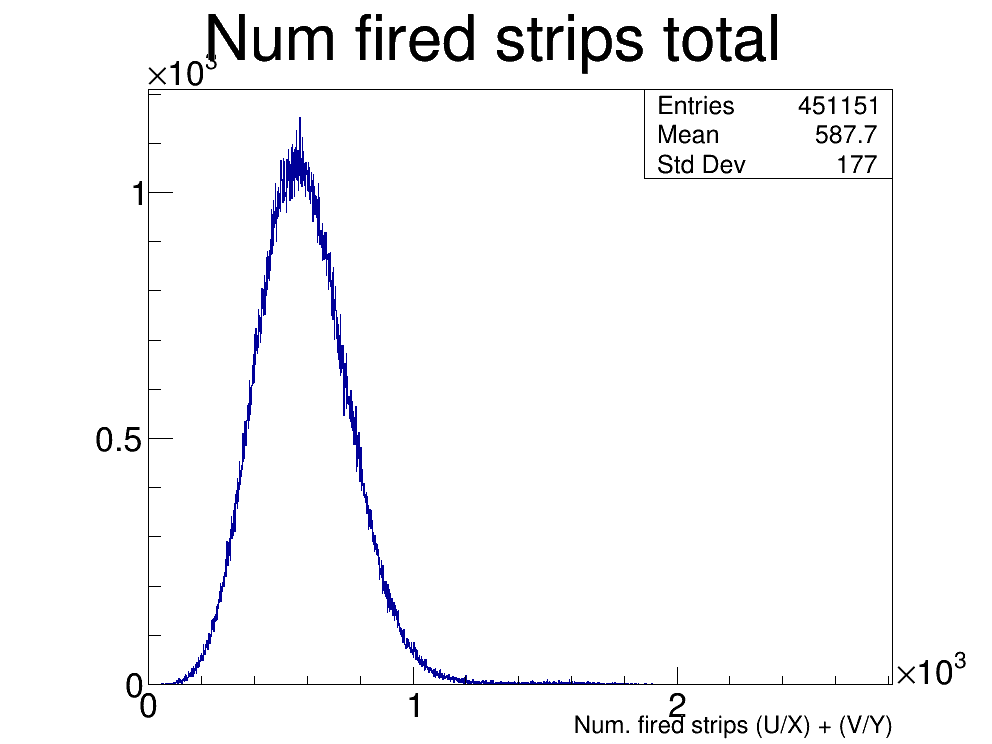 Num fired strips total
×10³
Entries 451151
Mean 587.7
Std Dev 177
1
0.5
0
0 1 2
×10³
Num. fired strips (U/X) + (V/Y)